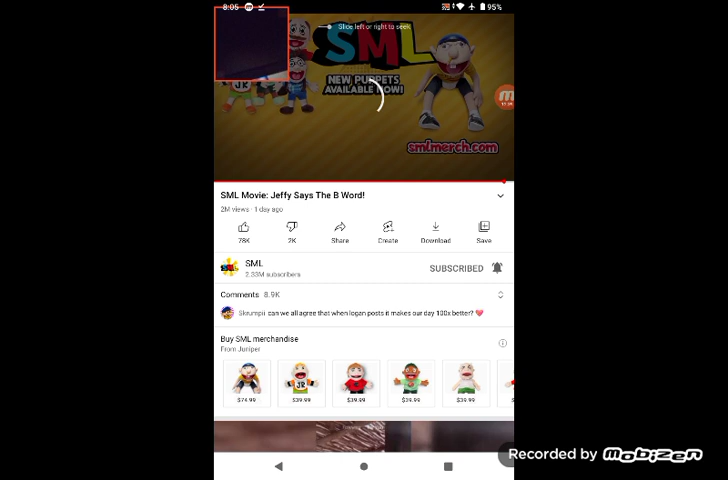 8:05
95%
Slide left or right to seek
SML
NEW PUPPETS
AVAILABLE NOW!
JR
smlmerch.com
SML Movie: Jeffy Says The B Word!
2M views · 1 day ago
78K
2K
Share
Create
Download
Save
SML
SML
2.33M subscribers
SUBSCRIBED
Comments 8.9K
Skrumpii can we all agree that when logan posts it makes our day 100x better? ❤️
Buy SML merchandise
From Juniper
JR
$74.99
$39.99
$39.99
$39.99
$39.99
Recorded by Mobizen